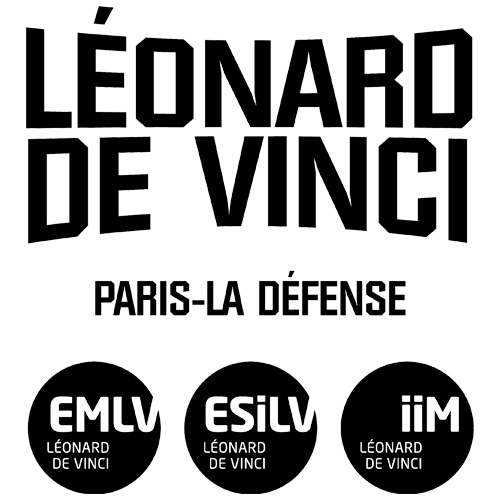 LÉONARD
DE VINCI
PARIS-LA DÉFENSE
EMLV
LÉONARD
DE VINCI
ESiLV
LÉONARD
DE VINCI
iiM
LÉONARD
DE VINCI